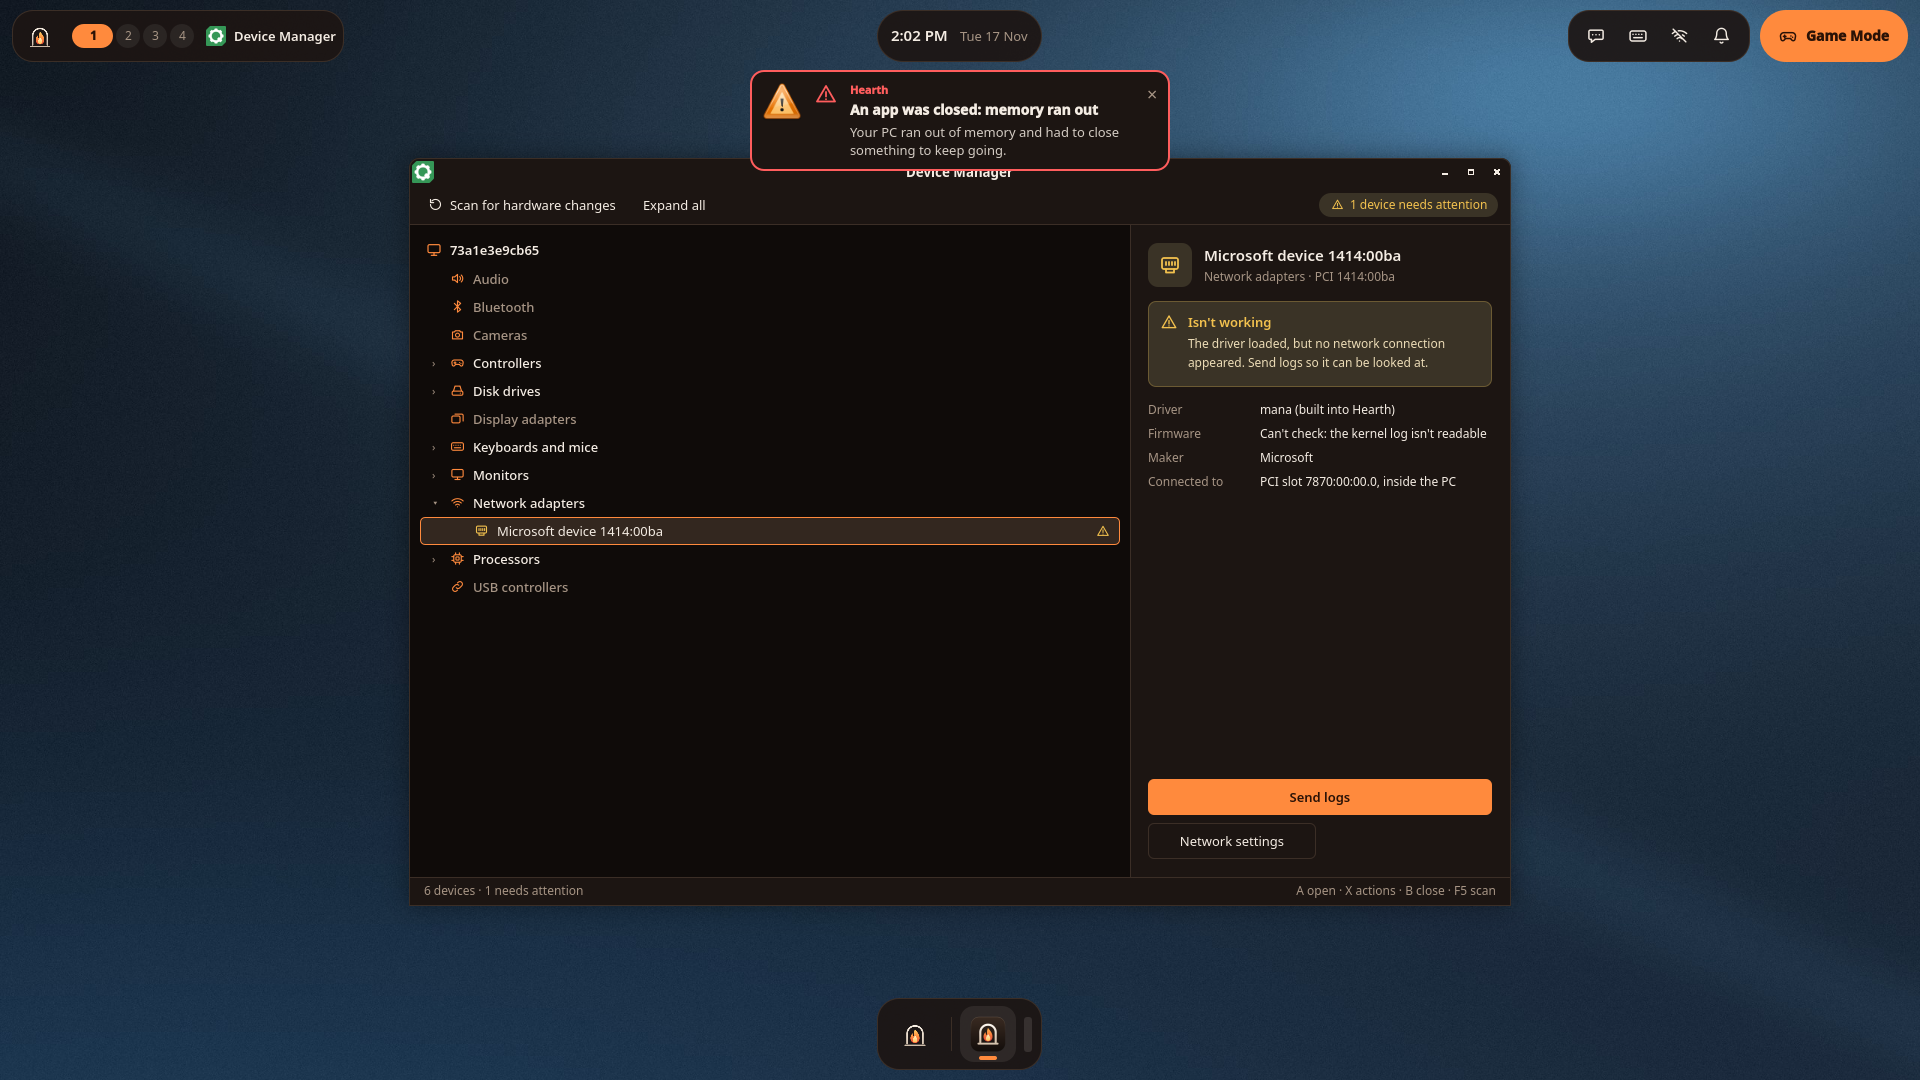 1 2 3 4 Device Manager
2:02 PM Tue 17 Nov
Game Mode
Hearth
An app was closed: memory ran out
Your PC ran out of memory and had to close
something to keep going.
Device Manager
Scan for hardware changes Expand all
1 device needs attention
73a1e3e9cb65
Audio
Bluetooth
Cameras
Controllers
Disk drives
Display adapters
Keyboards and mice
Monitors
Network adapters
Microsoft device 1414:00ba
Processors
USB controllers
Microsoft device 1414:00ba
Network adapters · PCI 1414:00ba
Isn't working
The driver loaded, but no network connection
appeared. Send logs so it can be looked at.
Driver mana (built into Hearth)
Firmware Can't check: the kernel log isn't readable
Maker Microsoft
Connected to PCI slot 7870:00:00.0, inside the PC
Send logs
Network settings
6 devices · 1 needs attention
A open · X actions · B close · F5 scan